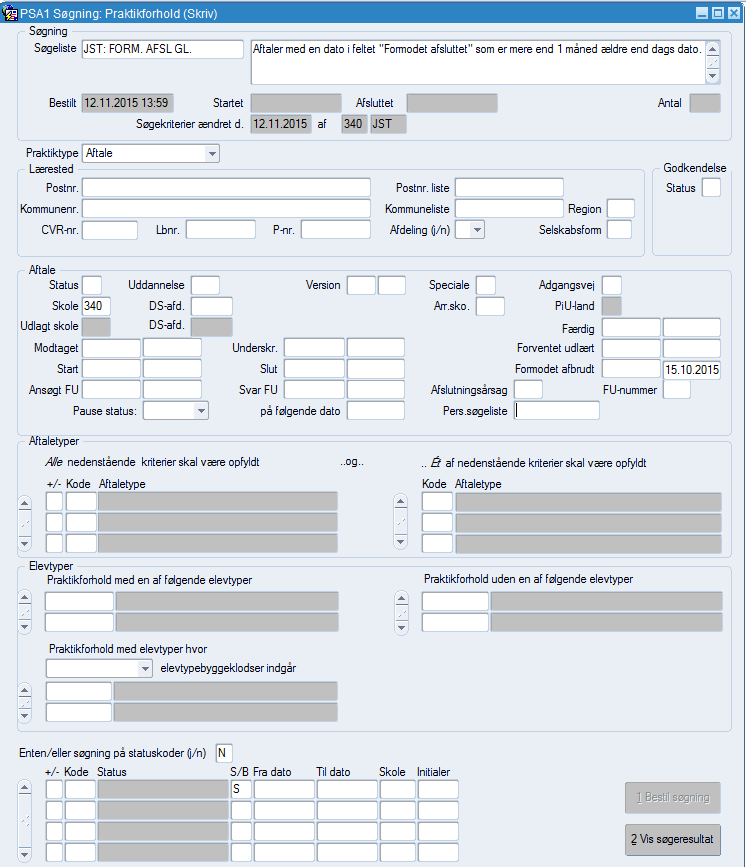 PSA1 Søgning: Praktikforhold (Skriv)
Søgning
Søgeliste JST: FORM. AFSL GL. Aftaler med en dato i feltet "Formodet afsluttet" som er mere end 1 måned ældre end dags dato.
Bestilt 12.11.2015 13:59 Startet Afsluttet Antal
Søgekriterier ændret d. 12.11.2015 af 340 JST
Praktiktype Aftale
Lærested Godkendelse
Postnr. Postnr. liste Status
Kommunenr. Kommuneliste Region
CVR-nr. Lbnr. P-nr. Afdeling (j/n) Selskabsform
Aftale
Status Uddannelse Version Speciale Adgangsvej
Skole 340 DS-afd. Arr.sko. PiU-land
Udlagt skole DS-afd. Færdig
Modtaget Underskr. Forventet udlært
Start Slut Formodet afbrudt 15.10.2015
Ansøgt FU Svar FU Afslutningsårsag FU-nummer
Pause status: på følgende dato Pers.søgeliste
Aftaletyper
Alle nedenstående kriterier skal være opfyldt ..og.. .. Ét af nedenstående kriterier skal være opfyldt
+/- Kode Aftaletype Kode Aftaletype
Elevtyper
Praktikforhold med en af følgende elevtyper Praktikforhold uden en af følgende elevtyper
Praktikforhold med elevtyper hvor
elevtypebyggeklodser indgår
Enten/eller søgning på statuskoder (j/n) N
+/- Kode Status S/B Fra dato Til dato Skole Initialer
S
1 Bestil søgning
2 Vis søgeresultat